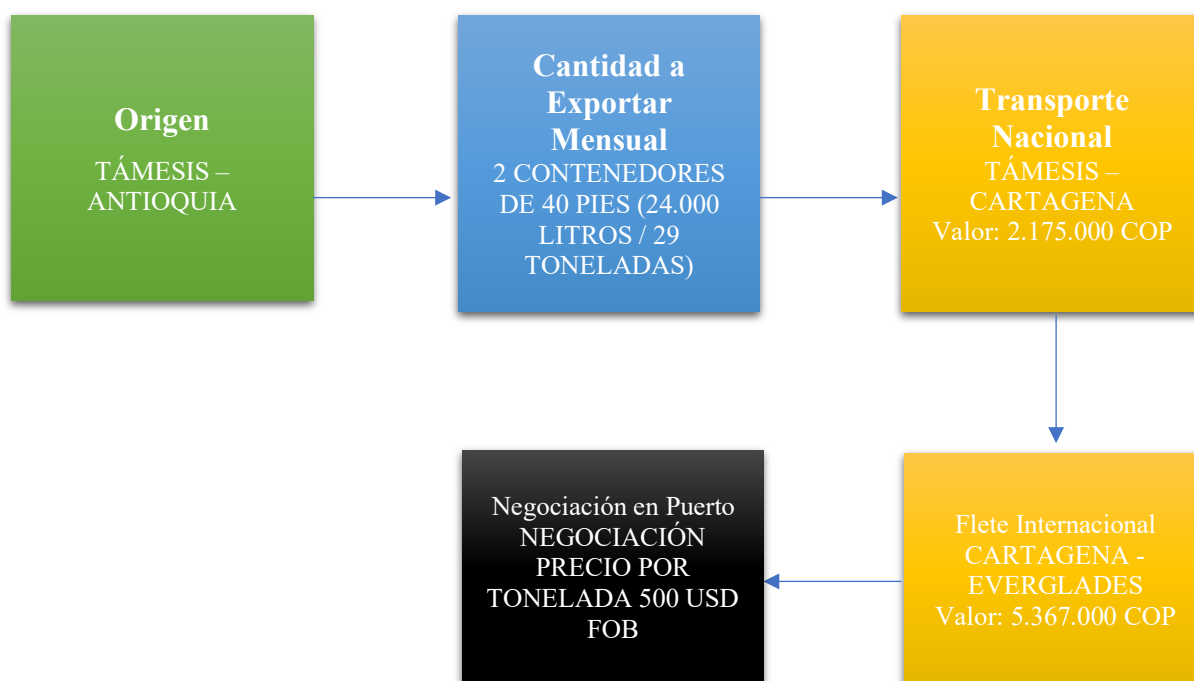 Origen
TÁMESIS –
ANTIOQUIA
Cantidad a
Exportar
Mensual
2 CONTENEDORES
DE 40 PIES (24.000
LITROS / 29
TONELADAS)
Transporte
Nacional
TÁMESIS –
CARTAGENA
Valor: 2.175.000 COP
Flete Internacional
CARTAGENA -
EVERGLADES
Valor: 5.367.000 COP
Negociación en Puerto
NEGOCIACIÓN
PRECIO POR
TONELADA 500 USD
FOB